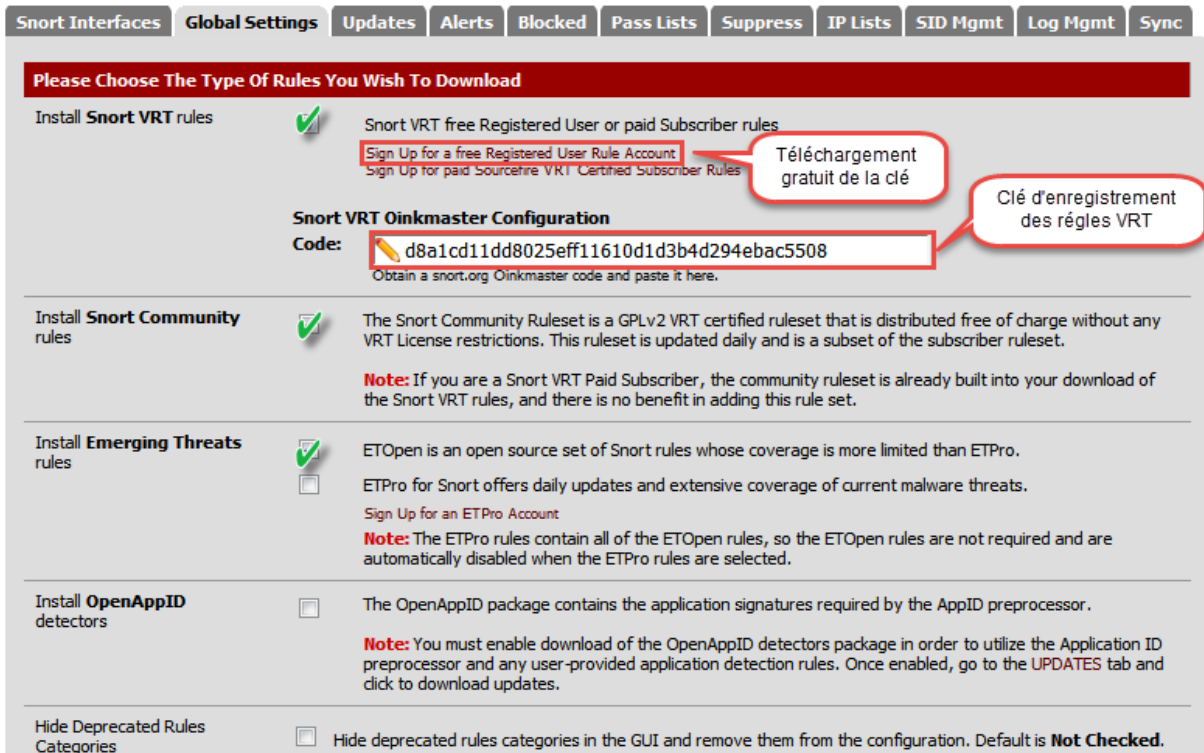 Snort Interfaces Global Settings Updates Alerts Blocked Pass Lists Suppress IP Lists SID Mgmt Log Mgmt Sync
Please Choose The Type Of Rules You Wish To Download
Install Snort VRT rules
Snort VRT free Registered User or paid Subscriber rules
Sign Up for a free Registered User Rule Account
Sign Up for paid Sourcefire VRT Certified Subscriber Rules
Téléchargement
gratuit de la clé
Clé d'enregistrement
des régles VRT
Snort VRT Oinkmaster Configuration
Code:
d8a1cd11dd8025eff11610d1d3b4d294ebac5508
Obtain a snort.org Oinkmaster code and paste it here.
Install Snort Community
rules
The Snort Community Ruleset is a GPLv2 VRT certified ruleset that is distributed free of charge without any
VRT License restrictions. This ruleset is updated daily and is a subset of the subscriber ruleset.
Note: If you are a Snort VRT Paid Subscriber, the community ruleset is already built into your download of
the Snort VRT rules, and there is no benefit in adding this rule set.
Install Emerging Threats
rules
ETOpen is an open source set of Snort rules whose coverage is more limited than ETPro.
ETPro for Snort offers daily updates and extensive coverage of current malware threats.
Sign Up for an ETPro Account
Note: The ETPro rules contain all of the ETOpen rules, so the ETOpen rules are not required and are
automatically disabled when the ETPro rules are selected.
Install OpenAppID
detectors
The OpenAppID package contains the application signatures required by the AppID preprocessor.
Note: You must enable download of the OpenAppID detectors package in order to utilize the Application ID
preprocessor and any user-provided application detection rules. Once enabled, go to the UPDATES tab and
click to download updates.
Hide Deprecated Rules
Categories
Hide deprecated rules categories in the GUI and remove them from the configuration. Default is Not Checked.